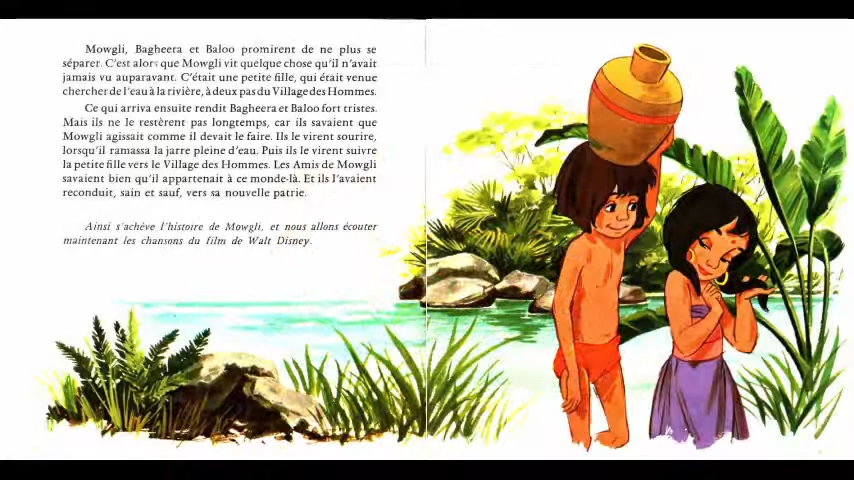 Mowgli, Bagheera et Baloo promirent de ne plus se
séparer. C'est alors que Mowgli vit quelque chose qu'il n'avait
jamais vu auparavant. C'était une petite fille, qui était venue
chercher de l'eau à la rivière, à deux pas du Village des Hommes.
Ce qui arriva ensuite rendit Bagheera et Baloo fort tristes.
Mais ils ne le restèrent pas longtemps, car ils savaient que
Mowgli agissait comme il devait le faire. Ils le virent sourire,
lorsqu'il ramassa la jarre pleine d'eau. Puis ils le virent suivre
la petite fille vers le Village des Hommes. Les Amis de Mowgli
savaient bien qu'il appartenait à ce monde-là. Et ils l'avaient
reconduit, sain et sauf, vers sa nouvelle patrie.
Ainsi s'achève l'histoire de Mowgli, et nous allons écouter
maintenant les chansons du film de Walt Disney.